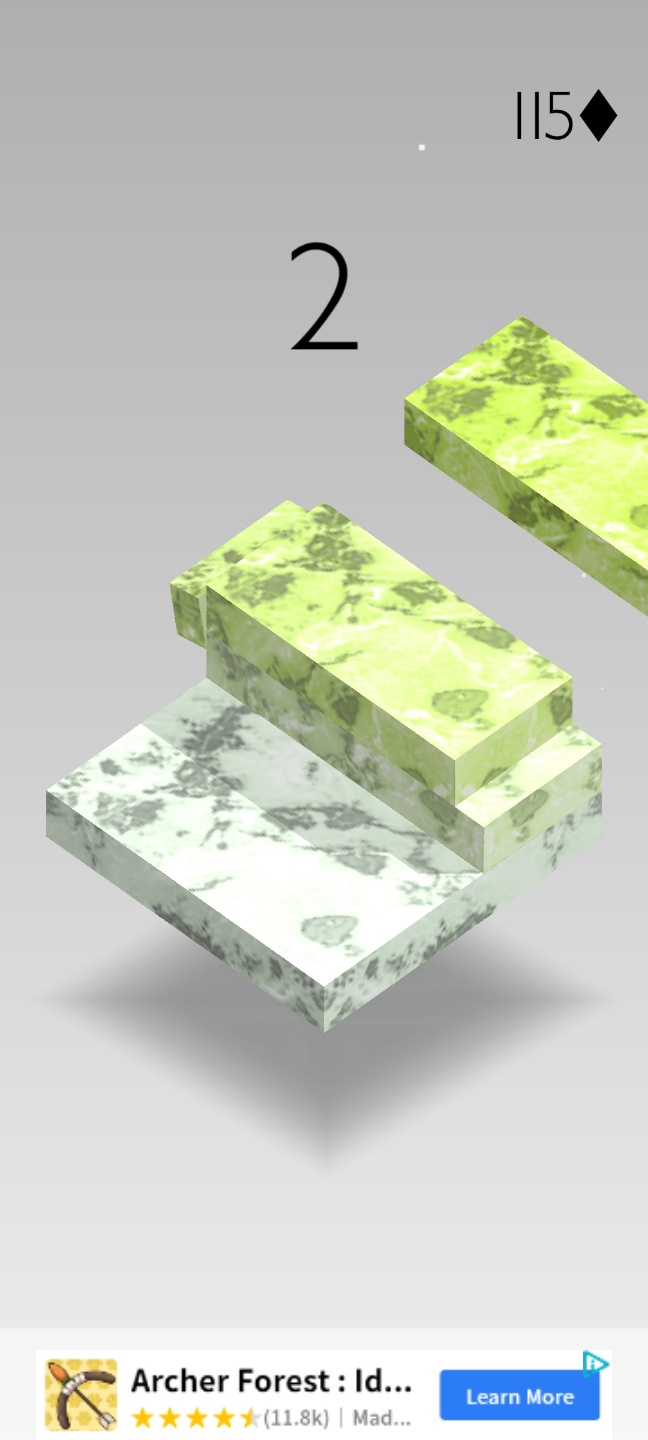 115
2
Archer Forest : Id...
(11.8k) | Mad...
Learn More